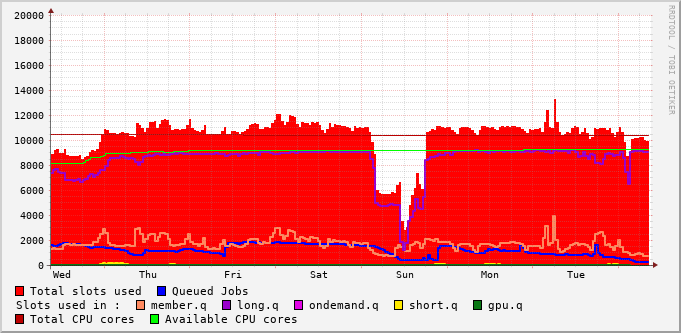 20000
18000
16000
14000
12000
10000
8000
6000
4000
2000
0
Wed Thu Fri Sat Sun Mon Tue
Total slots used Queued Jobs
Slots used in : member.q long.q ondemand.q short.q gpu.q
Total CPU cores Available CPU cores
RRDTOOL / TOBI OETIKER